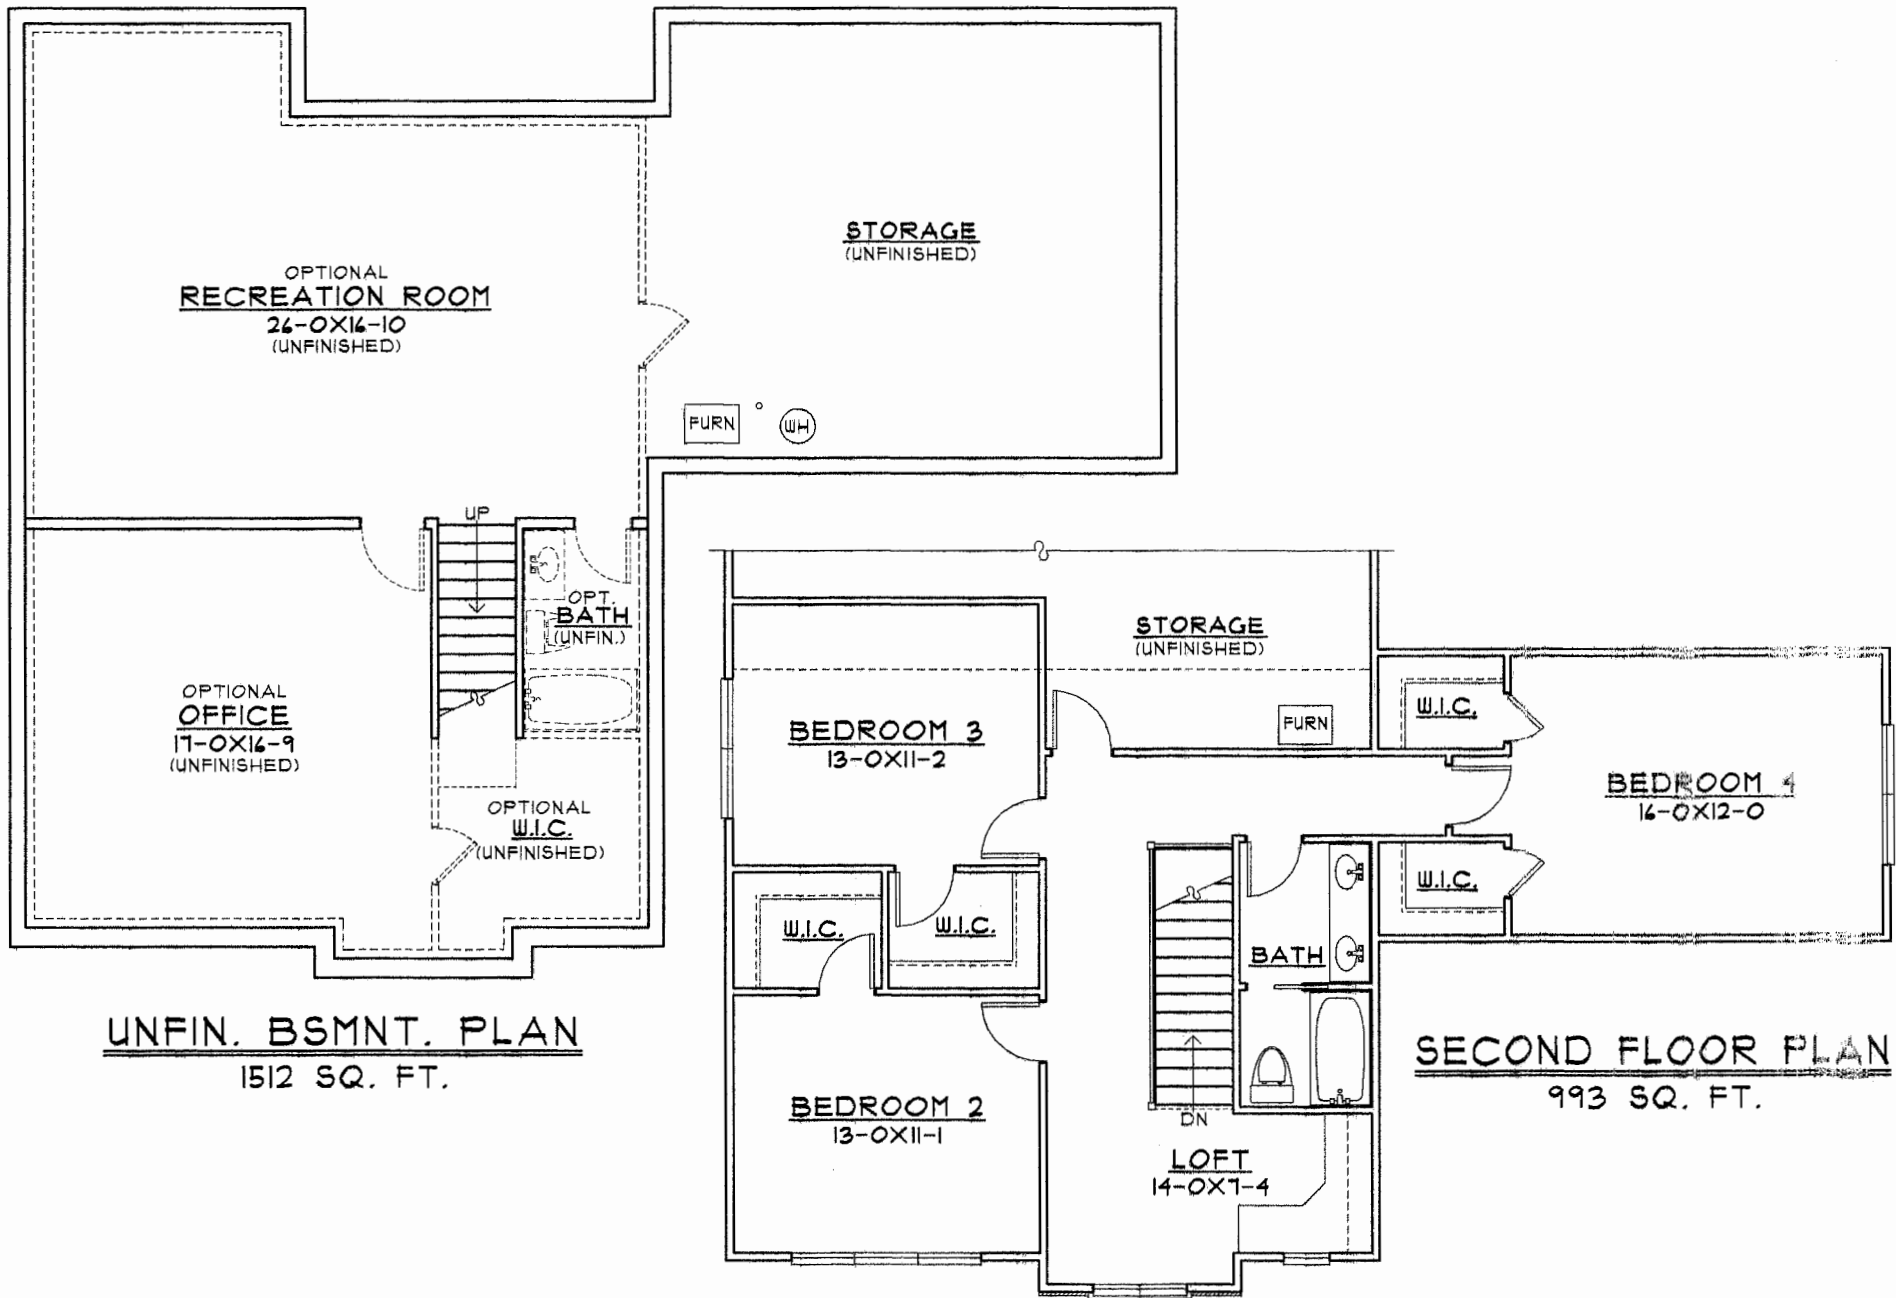 OPTIONAL
RECREATION ROOM
26-0X16-10
(UNFINISHED)
STORAGE
(UNFINISHED)
FURN
WH
UP
OPT.
BATH
(UNFIN.)
OPTIONAL
OFFICE
17-0X16-9
(UNFINISHED)
OPTIONAL
W.I.C.
(UNFINISHED)
UNFIN. BSMNT. PLAN
1512 SQ. FT.
STORAGE
(UNFINISHED)
FURN
W.I.C.
BEDROOM 3
13-0X11-2
BEDROOM 4
16-0X12-0
W.I.C.
W.I.C.
W.I.C.
BATH
BEDROOM 2
13-0X11-1
DN
LOFT
14-0X7-4
SECOND FLOOR PLAN
993 SQ. FT.